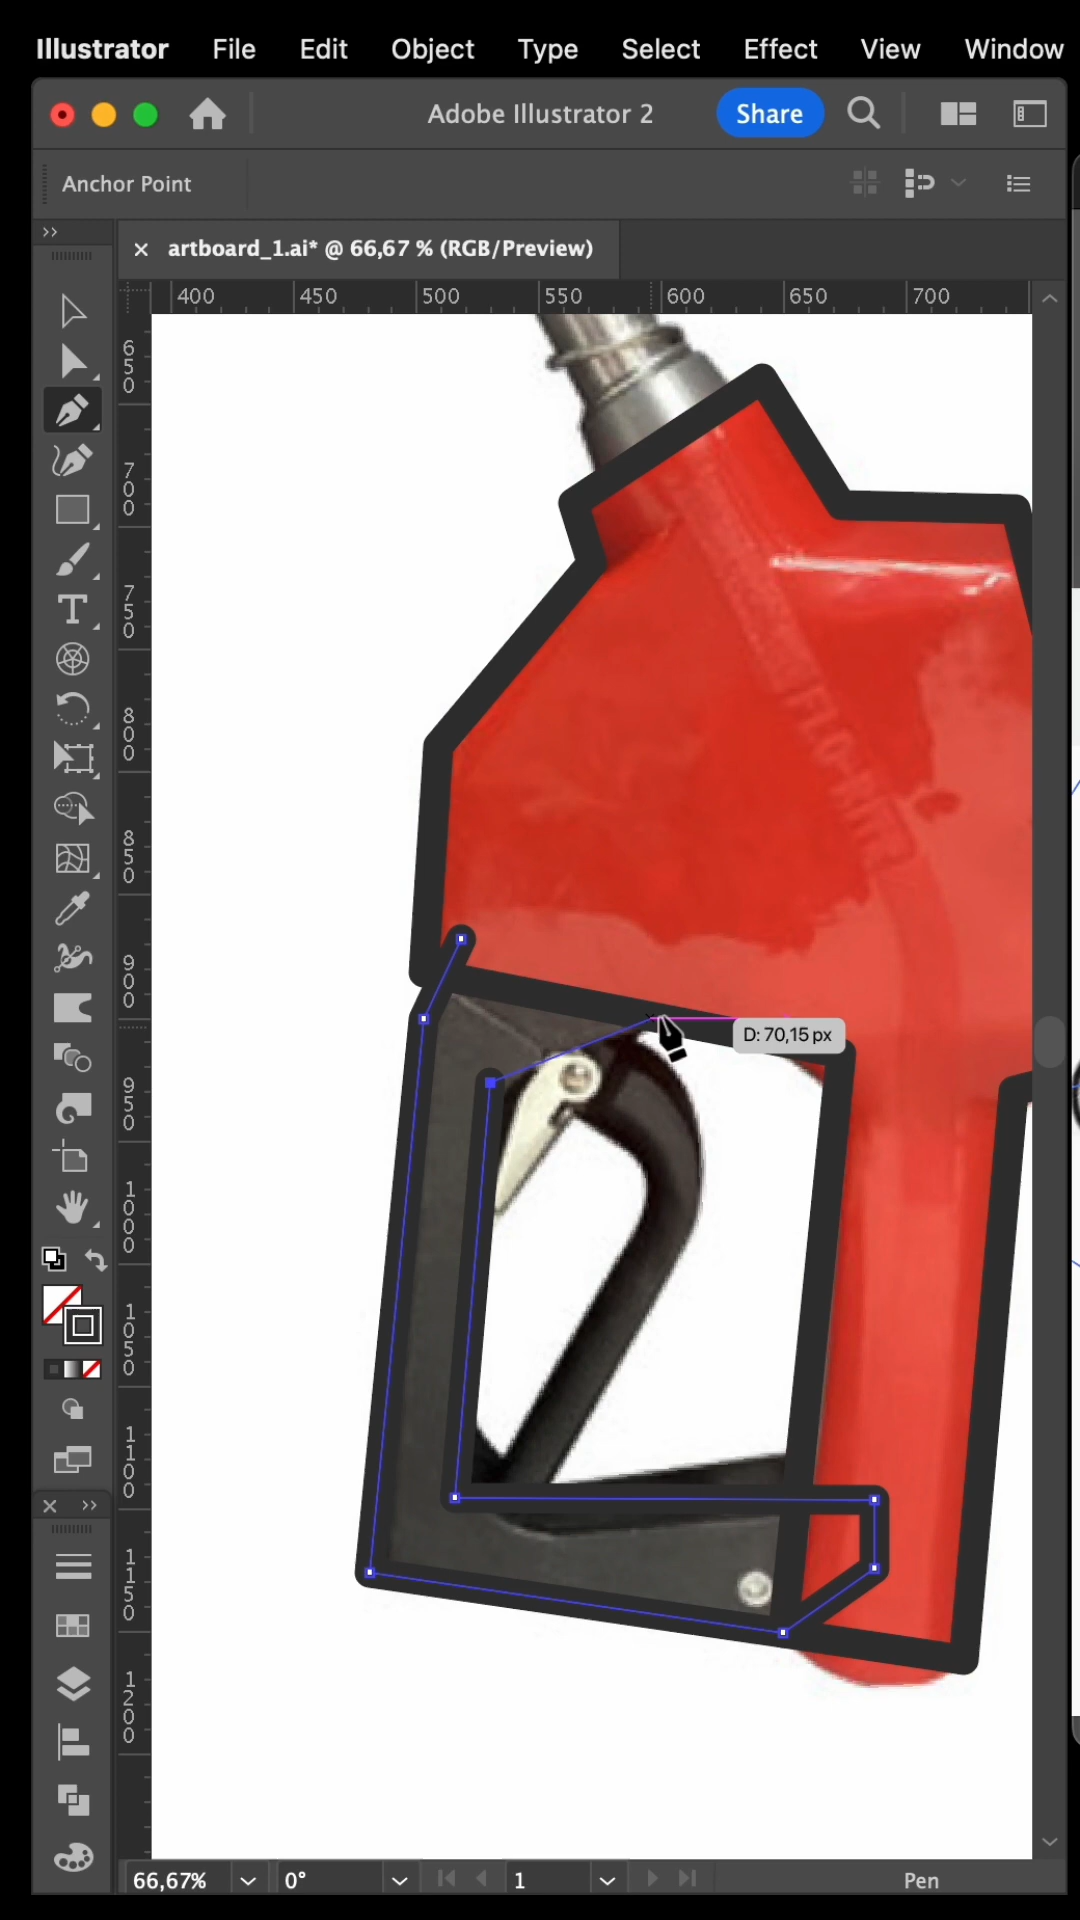 Illustrator File Edit Object Type Select Effect View Window
Adobe Illustrator 2 Share
Anchor Point
artboard_1.ai* @ 66,67 % (RGB/Preview)
400 450 500 550 600 650 700
650
700
750
800
FLO-RITE
850
900
D: 70,15 px
950
1000
1050
1100
1150
1200
66,67% 0° 1 Pen